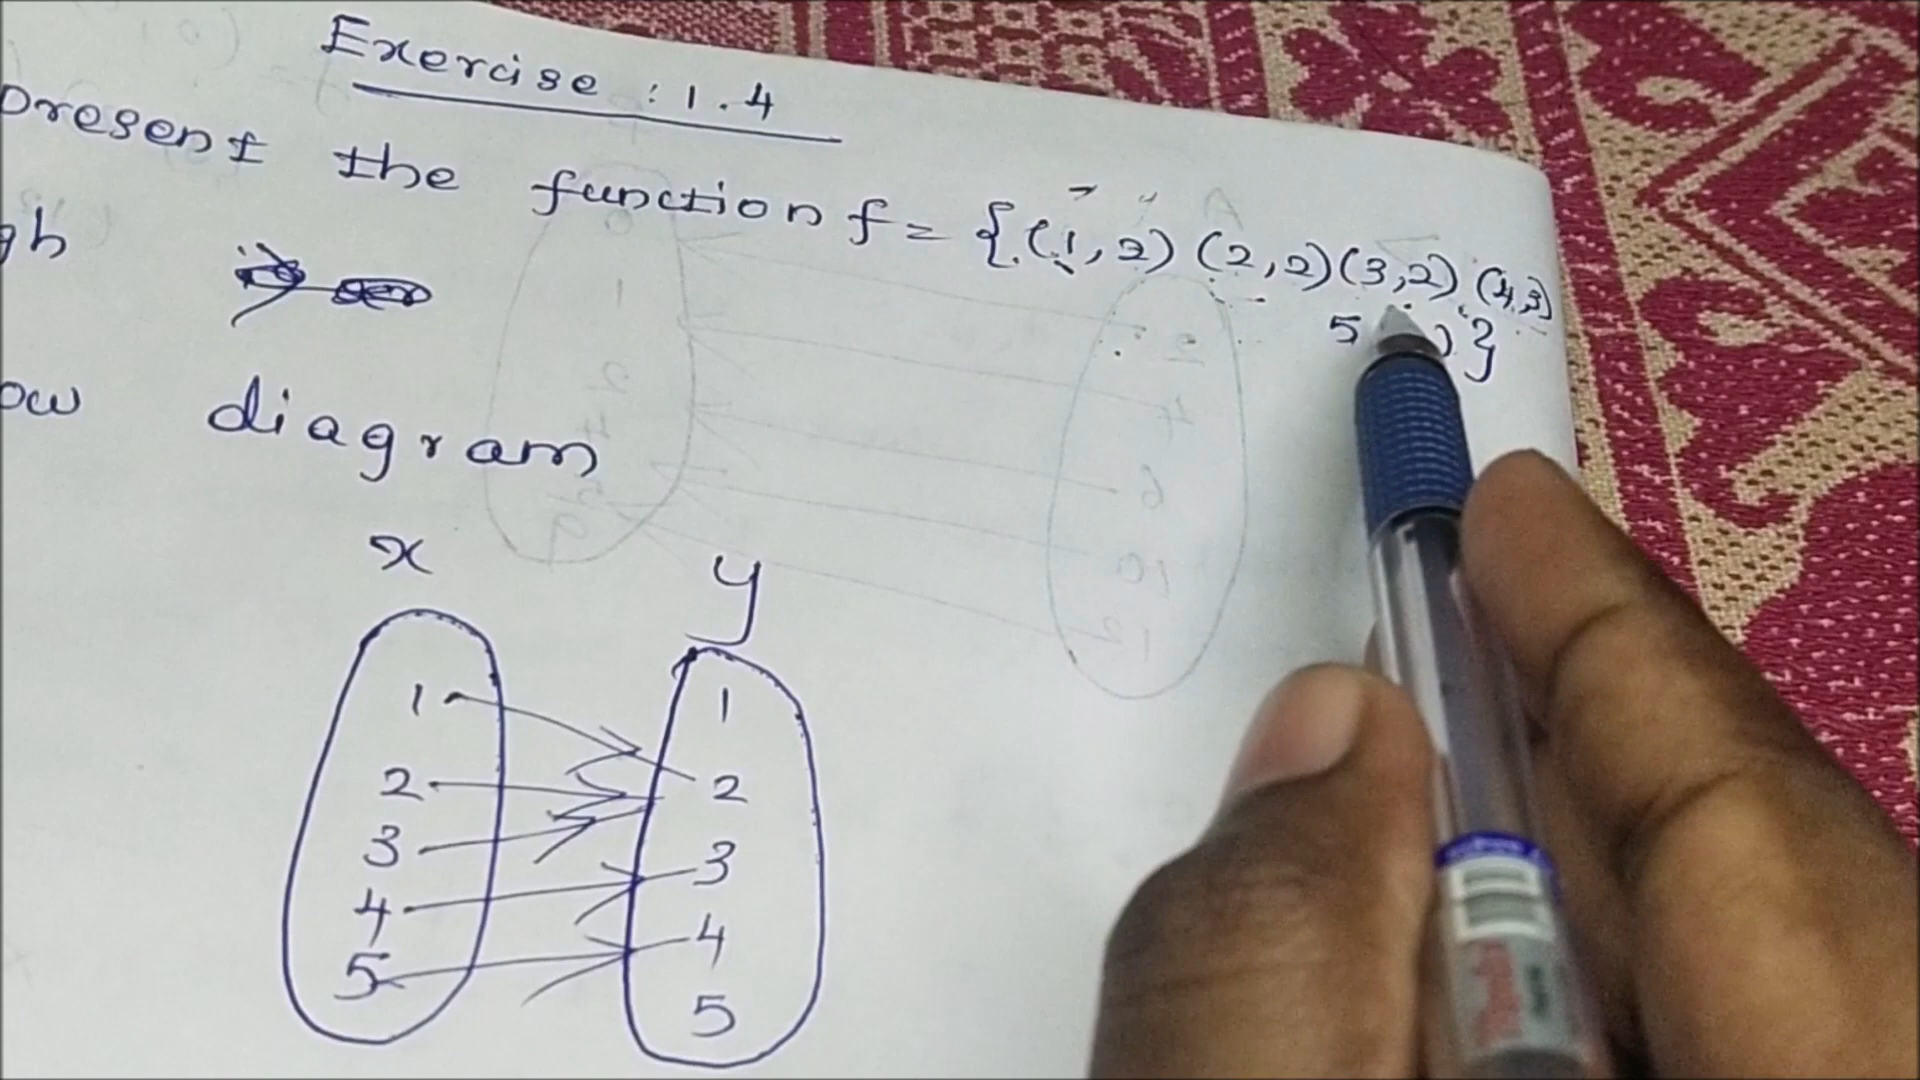 Exercise : 1.4
present the function f = {(1,2) (2,2)(3,2) (4,3)
5 )}
gh
ow diagram
x y
1 1
2 2
3 3
4 4
5 5